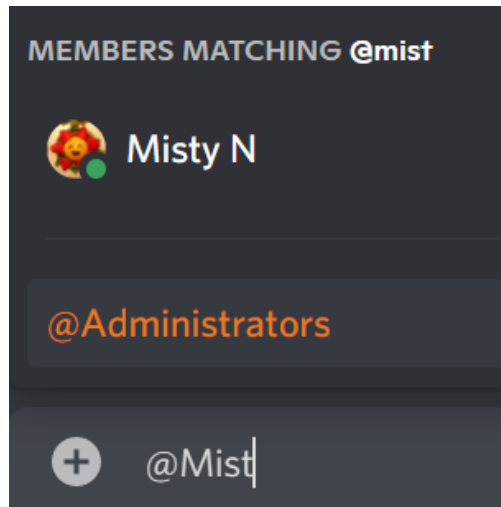 MEMBERS MATCHING @mist
Misty N
@Administrators
@Mist